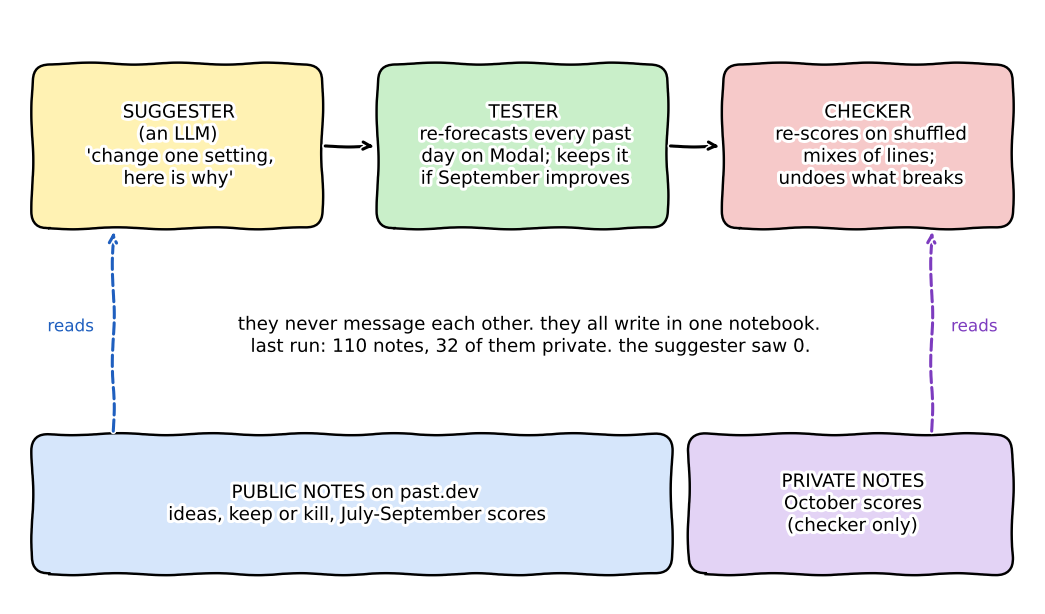 SUGGESTER
(an LLM)
'change one setting,
here is why'
TESTER
re-forecasts every past
day on Modal; keeps it
if September improves
CHECKER
re-scores on shuffled
mixes of lines;
undoes what breaks
reads
they never message each other. they all write in one notebook.
last run: 110 notes, 32 of them private. the suggester saw 0.
reads
PUBLIC NOTES on past.dev
ideas, keep or kill, July-September scores
PRIVATE NOTES
October scores
(checker only)